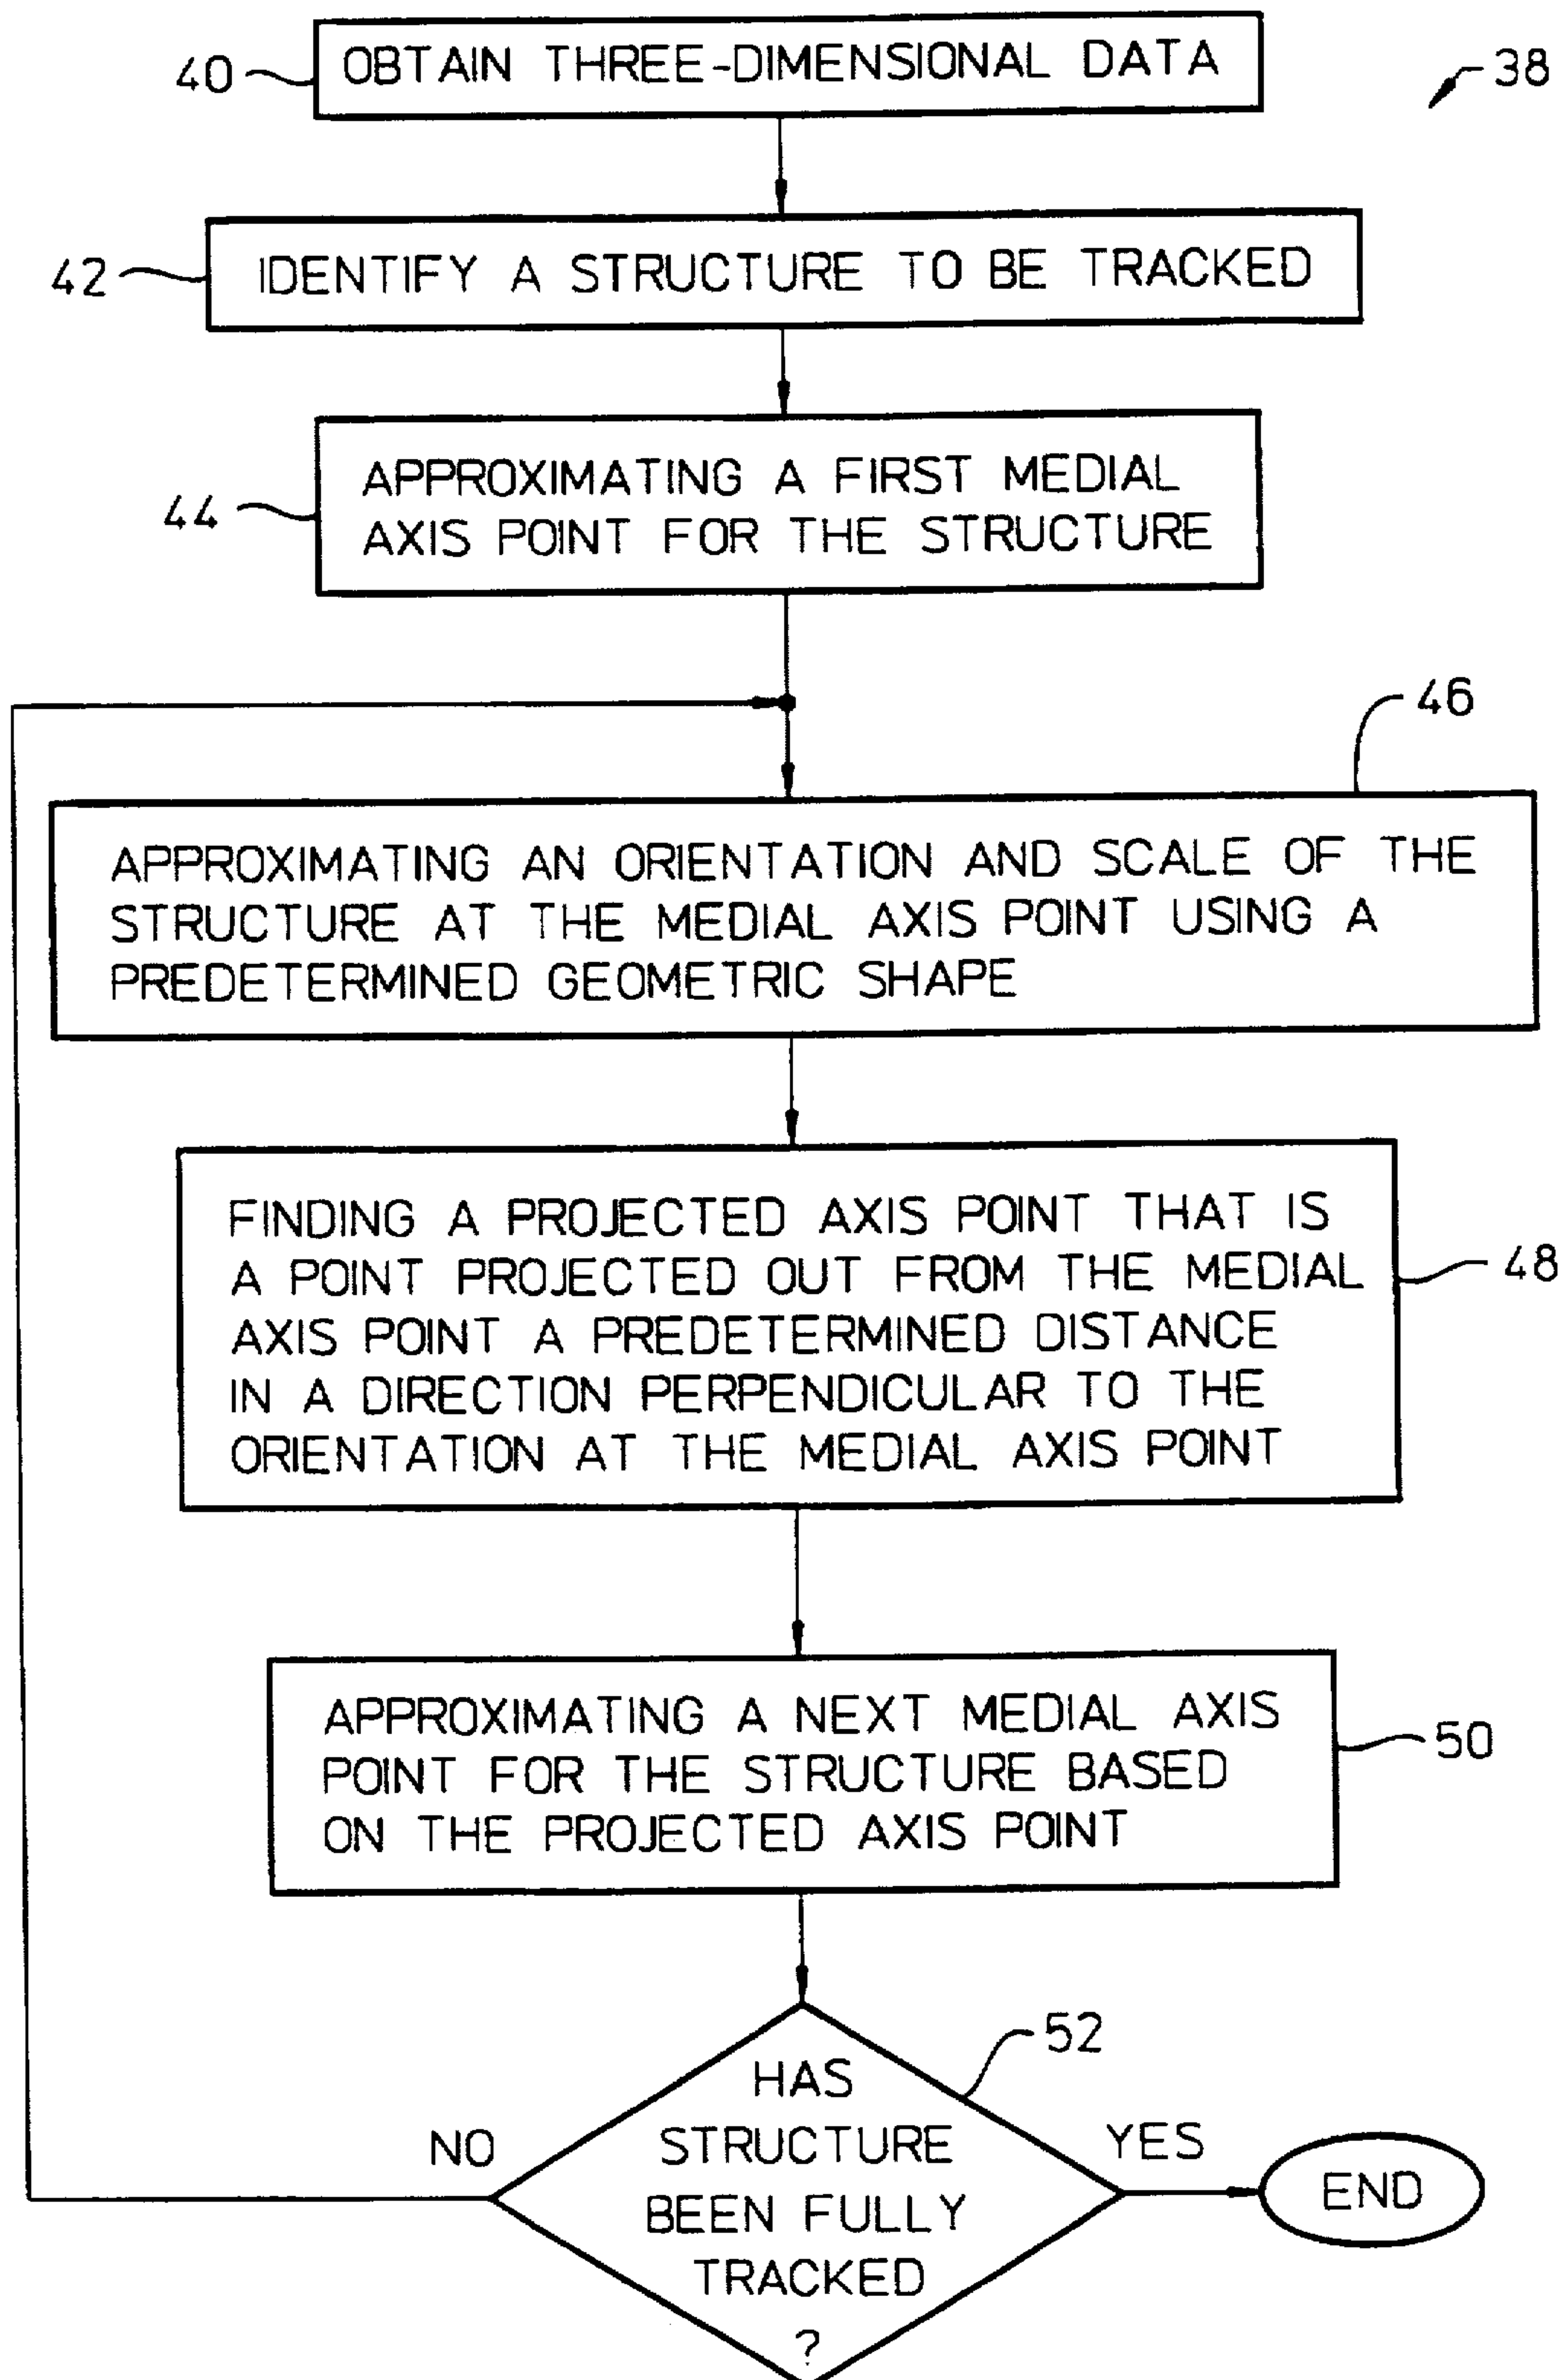 40
OBTAIN THREE-DIMENSIONAL DATA
38
42
IDENTIFY A STRUCTURE TO BE TRACKED
44
APPROXIMATING A FIRST MEDIAL
AXIS POINT FOR THE STRUCTURE
46
APPROXIMATING AN ORIENTATION AND SCALE OF THE
STRUCTURE AT THE MEDIAL AXIS POINT USING A
PREDETERMINED GEOMETRIC SHAPE
FINDING A PROJECTED AXIS POINT THAT IS
A POINT PROJECTED OUT FROM THE MEDIAL
AXIS POINT A PREDETERMINED DISTANCE
IN A DIRECTION PERPENDICULAR TO THE
ORIENTATION AT THE MEDIAL AXIS POINT
48
APPROXIMATING A NEXT MEDIAL AXIS
POINT FOR THE STRUCTURE BASED
ON THE PROJECTED AXIS POINT
50
52
HAS
STRUCTURE
BEEN FULLY
TRACKED
?
NO
YES
END